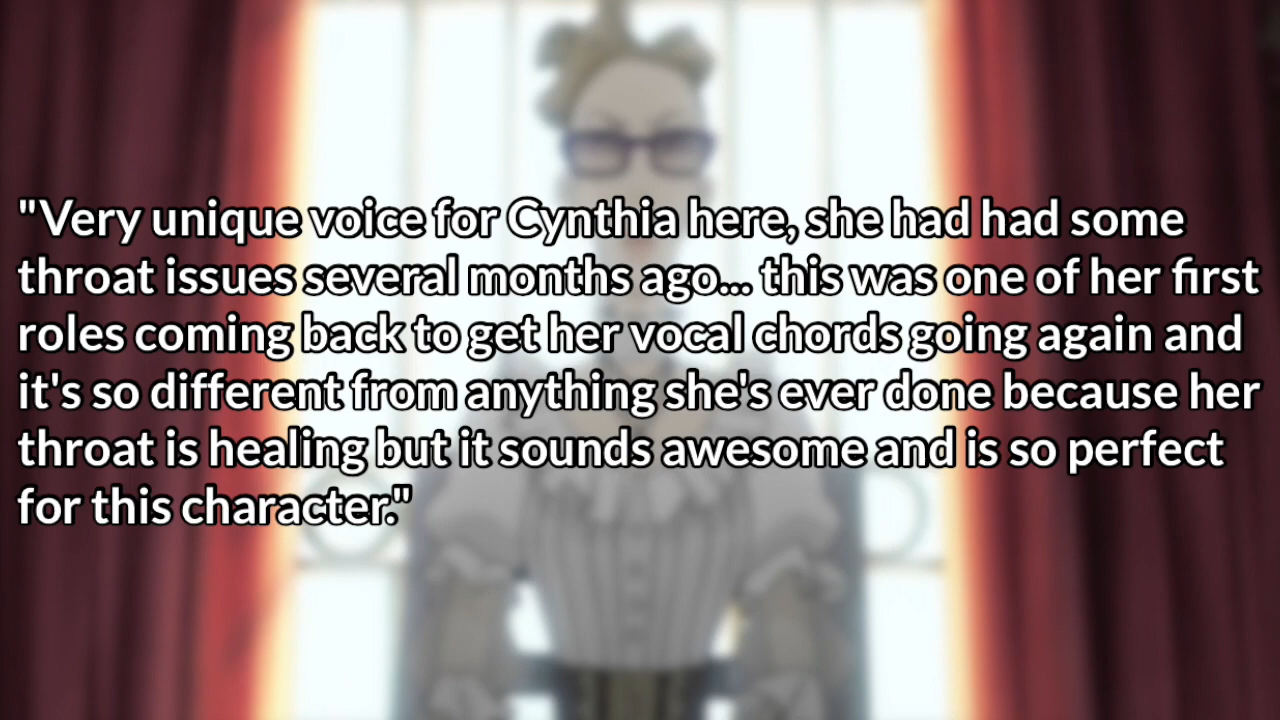 "Very unique voice for Cynthia here, she had had some
throat issues several months ago... this was one of her first
roles coming back to get her vocal chords going again and
it's so different from anything she's ever done because her
throat is healing but it sounds awesome and is so perfect
for this character."